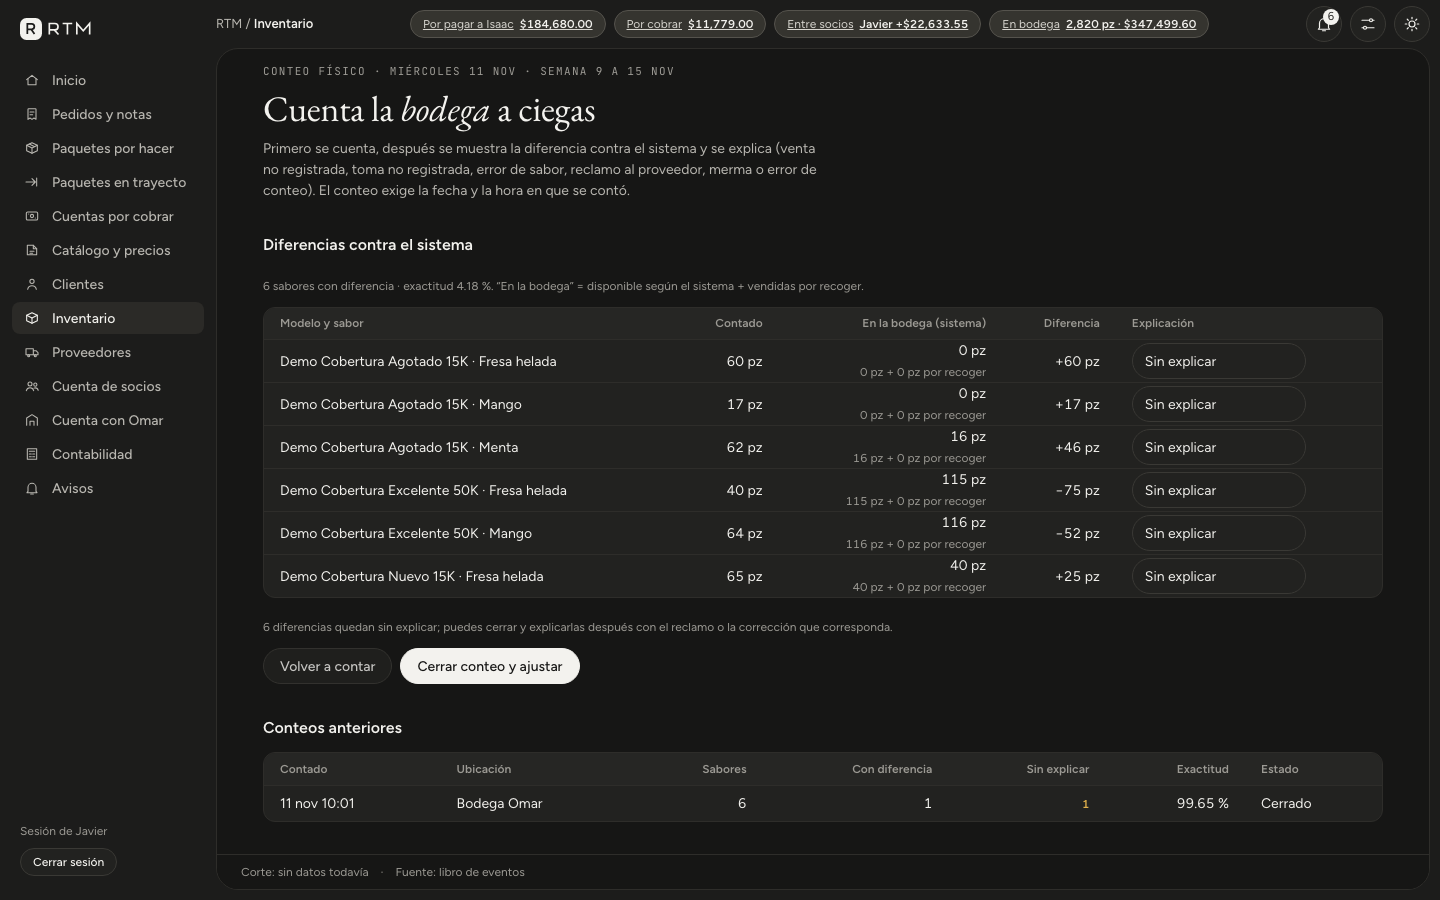 R RTM
RTM / Inventario
Por pagar a Isaac $184,680.00
Por cobrar $11,779.00
Entre socios Javier +$22,633.55
En bodega 2,820 pz · $347,499.60
6
Inicio
Pedidos y notas
Paquetes por hacer
Paquetes en trayecto
Cuentas por cobrar
Catálogo y precios
Clientes
Inventario
Proveedores
Cuenta de socios
Cuenta con Omar
Contabilidad
Avisos
Sesión de Javier
Cerrar sesión
CONTEO FÍSICO · MIÉRCOLES 11 NOV · SEMANA 9 A 15 NOV
Cuenta la bodega a ciegas
Primero se cuenta, después se muestra la diferencia contra el sistema y se explica (venta
no registrada, toma no registrada, error de sabor, reclamo al proveedor, merma o error de
conteo). El conteo exige la fecha y la hora en que se contó.
Diferencias contra el sistema
6 sabores con diferencia · exactitud 4.18 %. "En la bodega" = disponible según el sistema + vendidas por recoger.
Modelo y sabor Contado En la bodega (sistema) Diferencia Explicación
Demo Cobertura Agotado 15K · Fresa helada 60 pz 0 pz +60 pz Sin explicar
0 pz + 0 pz por recoger
Demo Cobertura Agotado 15K · Mango 17 pz 0 pz +17 pz Sin explicar
0 pz + 0 pz por recoger
Demo Cobertura Agotado 15K · Menta 62 pz 16 pz +46 pz Sin explicar
16 pz + 0 pz por recoger
Demo Cobertura Excelente 50K · Fresa helada 40 pz 115 pz −75 pz Sin explicar
115 pz + 0 pz por recoger
Demo Cobertura Excelente 50K · Mango 64 pz 116 pz −52 pz Sin explicar
116 pz + 0 pz por recoger
Demo Cobertura Nuevo 15K · Fresa helada 65 pz 40 pz +25 pz Sin explicar
40 pz + 0 pz por recoger
6 diferencias quedan sin explicar; puedes cerrar y explicarlas después con el reclamo o la corrección que corresponda.
Volver a contar
Cerrar conteo y ajustar
Conteos anteriores
Contado Ubicación Sabores Con diferencia Sin explicar Exactitud Estado
11 nov 10:01 Bodega Omar 6 1 1 99.65 % Cerrado
Corte: sin datos todavía · Fuente: libro de eventos